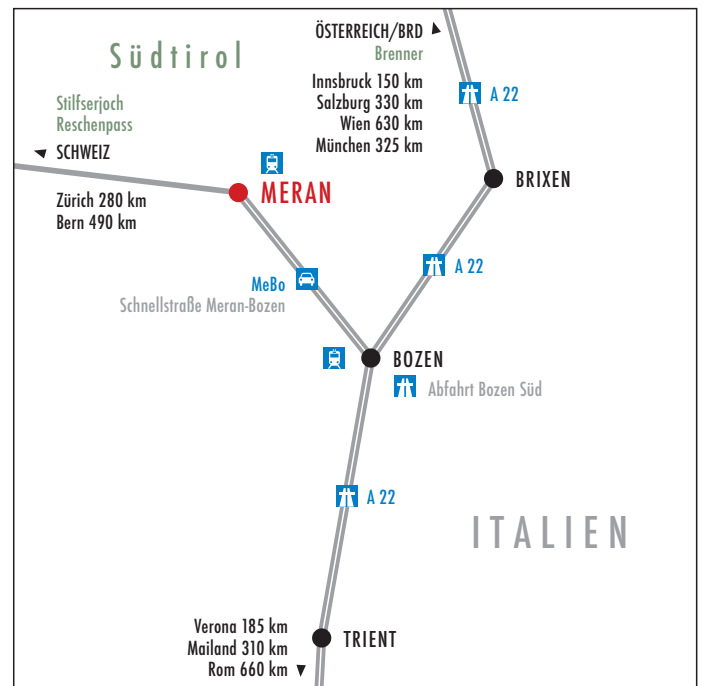 Südtirol
ÖSTERREICH/BRD
Brenner
Innsbruck 150 km
Salzburg 330 km
Wien 630 km
München 325 km
A 22
Stilfserjoch
Reschenpass
SCHWEIZ
Zürich 280 km
Bern 490 km
MERAN
BRIXEN
A 22
MeBo
Schnellstraße Meran-Bozen
BOZEN
Abfahrt Bozen Süd
A 22
ITALIEN
Verona 185 km
Mailand 310 km
Rom 660 km
TRIENT